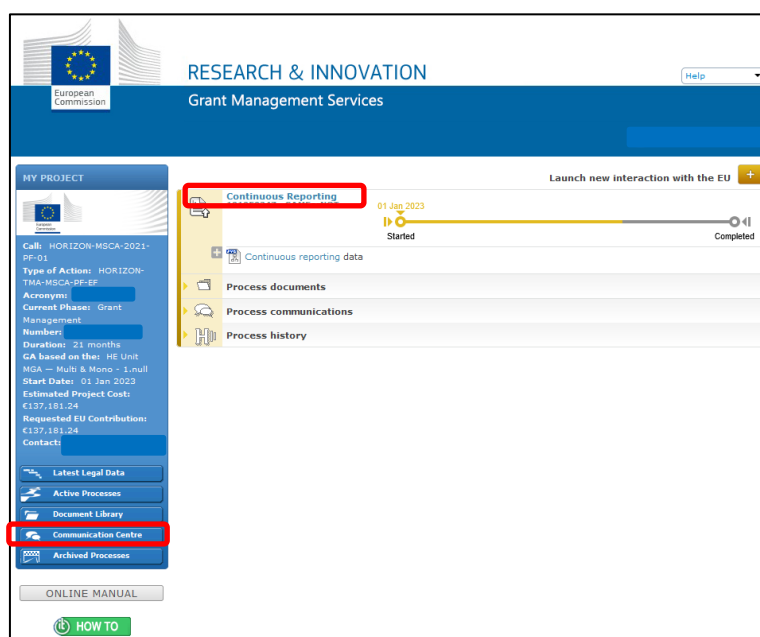 European
Commission
RESEARCH & INNOVATION
Grant Management Services
Help
MY PROJECT
European
Commission
Call: HORIZON-MSCA-2021-
PF-01
Type of Action: HORIZON-
TMA-MSCA-PF-EF
Acronym:
Current Phase: Grant
Management
Number:
Duration: 21 months
GA based on the: HE Unit
MGA — Multi & Mono - 1.null
Start Date: 01 Jan 2023
Estimated Project Cost:
€137,181.24
Requested EU Contribution:
€137,181.24
Contact:
Latest Legal Data
Active Processes
Document Library
Communication Centre
Archived Processes
ONLINE MANUAL
HOW TO
Launch new interaction with the EU +
Continuous Reporting
01 Jan 2023
Started
Completed
Continuous reporting data
Process documents
Process communications
Process history